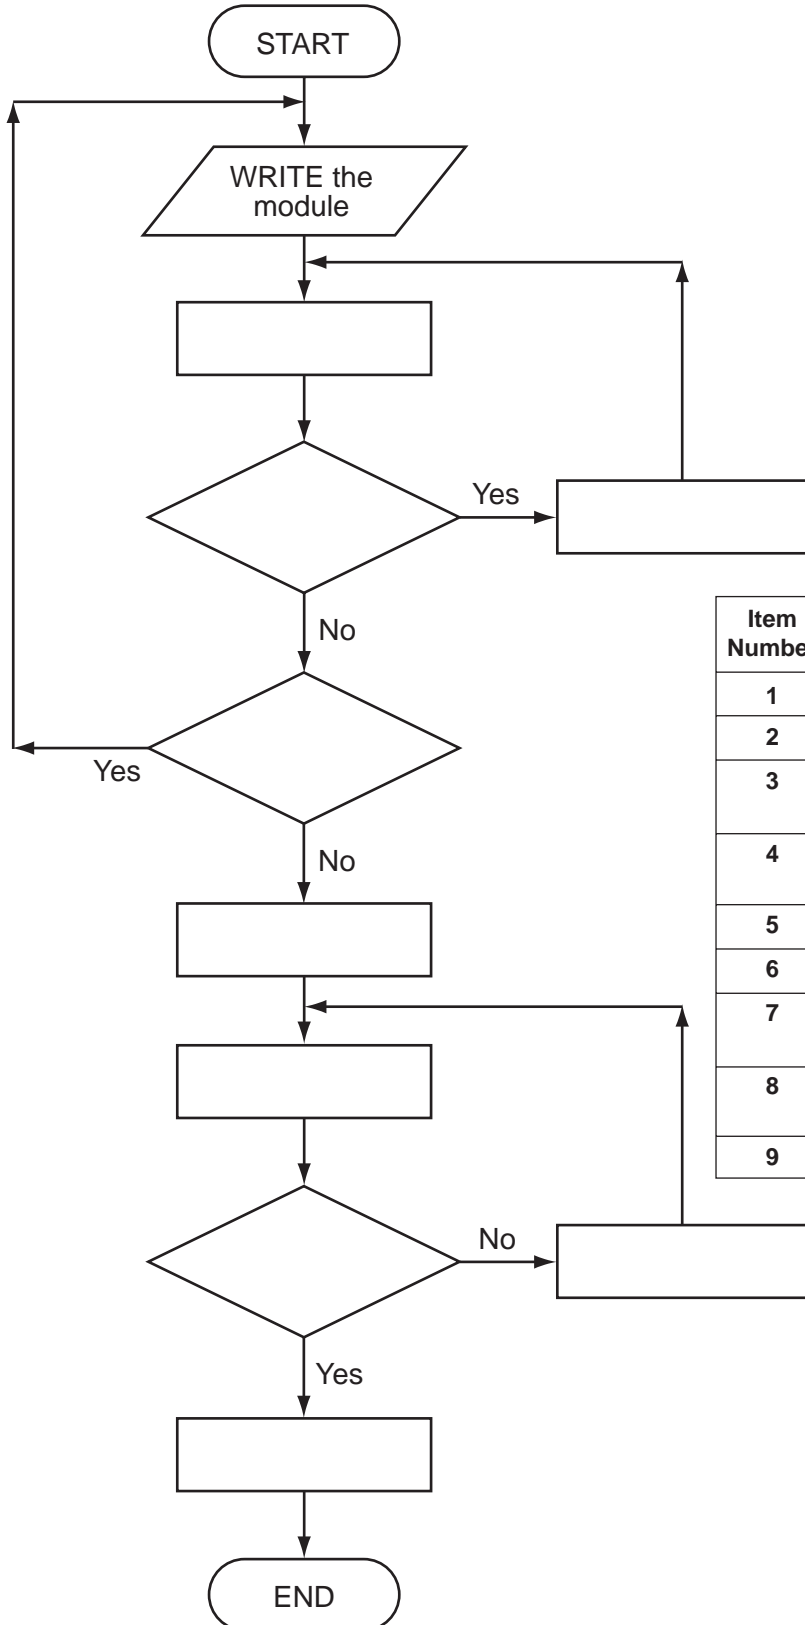 START
WRITE the
module
Yes
No
Yes
No
Item
Numbe
1
2
3
4
5
6
7
8
9
No
Yes
END